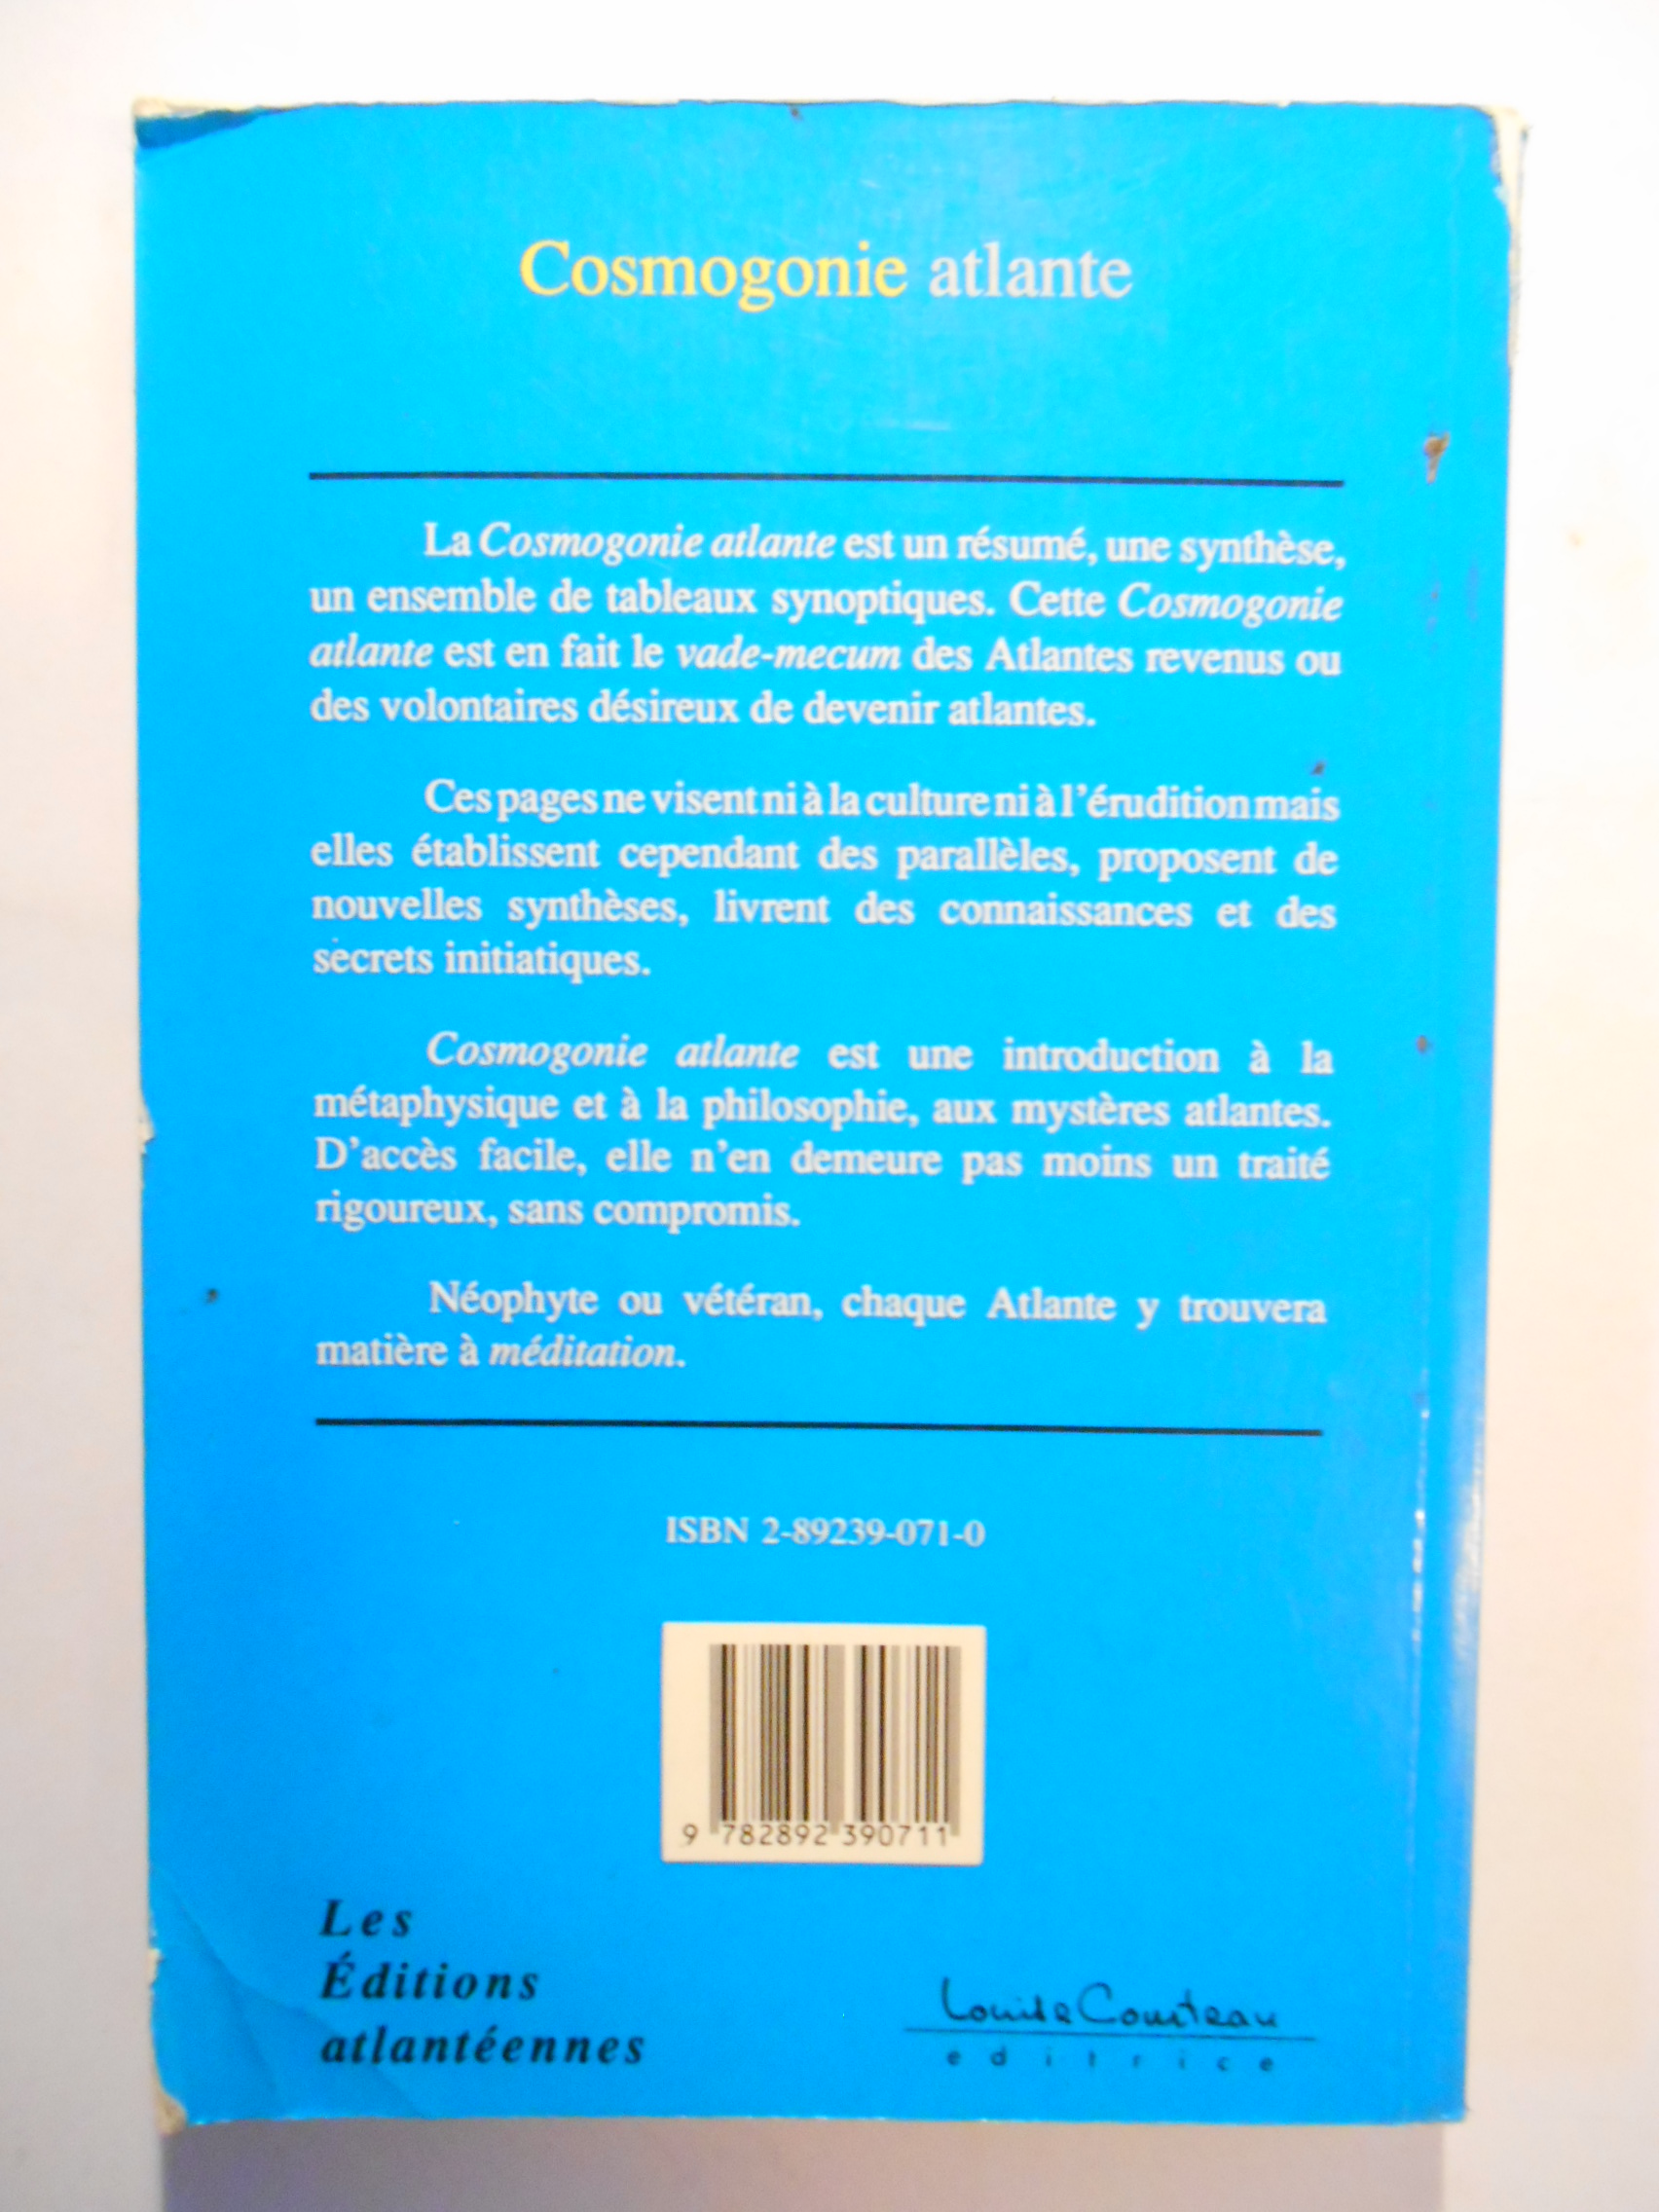 Cosmogonie atlante
La Cosmogonie atlante est un résumé, une synthèse,
un ensemble de tableaux synoptiques. Cette Cosmogonie
atlante est en fait le vade-mecum des Atlantes revenus ou
des volontaires désireux de devenir atlantes.
Ces pages ne visent ni à la culture ni à l'érudition mais
elles établissent cependant des parallèles, proposent de
nouvelles synthèses, livrent des connaissances et des
secrets initiatiques.
Cosmogonie atlante est une introduction à la
métaphysique et à la philosophie, aux mystères atlantes.
D'accès facile, elle n'en demeure pas moins un traité
rigoureux, sans compromis.
Néophyte ou vétéran, chaque Atlante y trouvera
matière à méditation.
ISBN 2-89239-071-0
9 782892 390711
Les
Éditions
atlantéennes
Louise Courteau
editrice